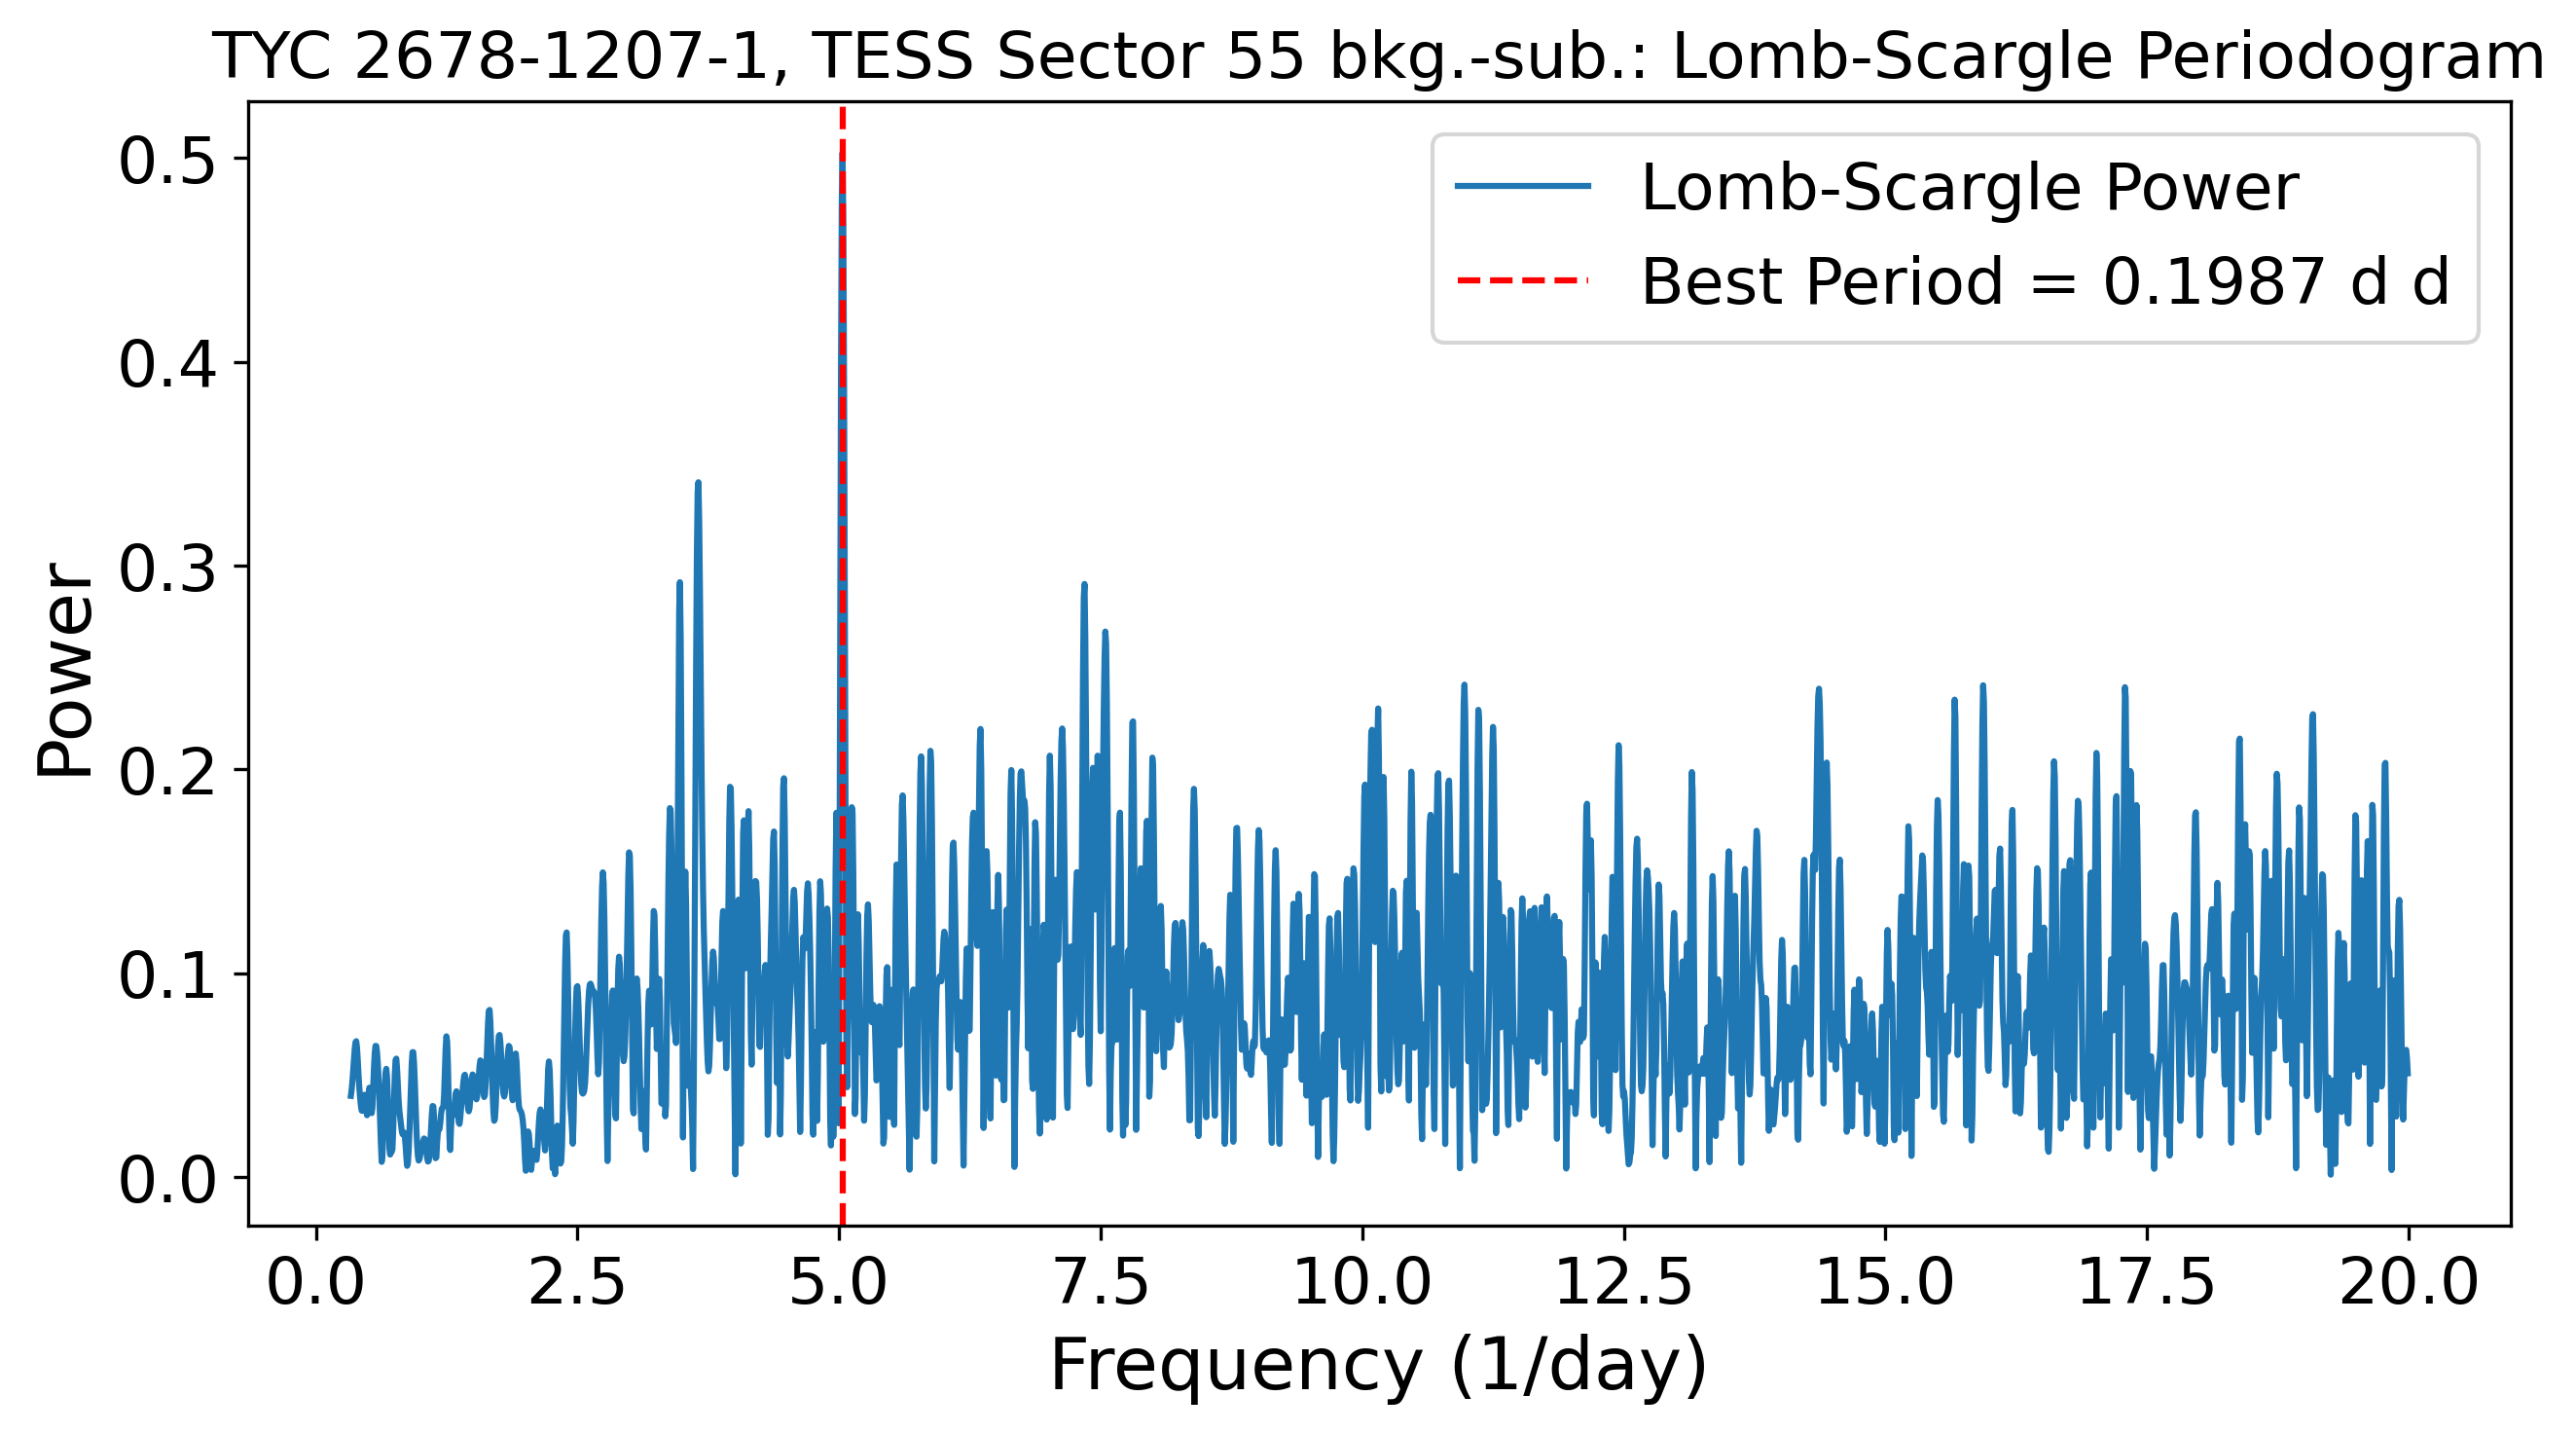 TYC 2678-1207-1, TESS Sector 55 bkg.-sub.: Lomb-Scargle Periodogram
Lomb-Scargle Power
Best Period = 0.1987 d d
Power
0.5
0.4
0.3
0.2
0.1
0.0
0.0 2.5 5.0 7.5 10.0 12.5 15.0 17.5 20.0
Frequency (1/day)